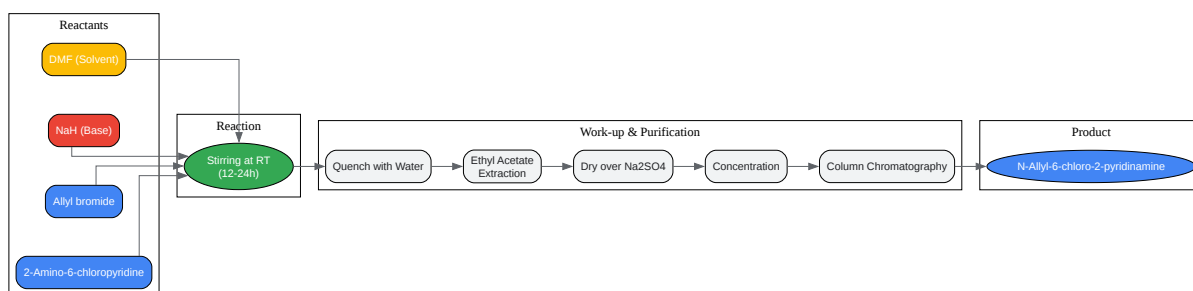 Reactants
DMF (Solvent)
NaH (Base)
Allyl bromide
2-Amino-6-chloropyridine
Reaction
Stirring at RT
(12-24h)
Work-up & Purification
Quench with Water
Ethyl Acetate
Extraction
Dry over Na2SO4
Concentration
Column Chromatography
Product
N-Allyl-6-chloro-2-pyridinamine